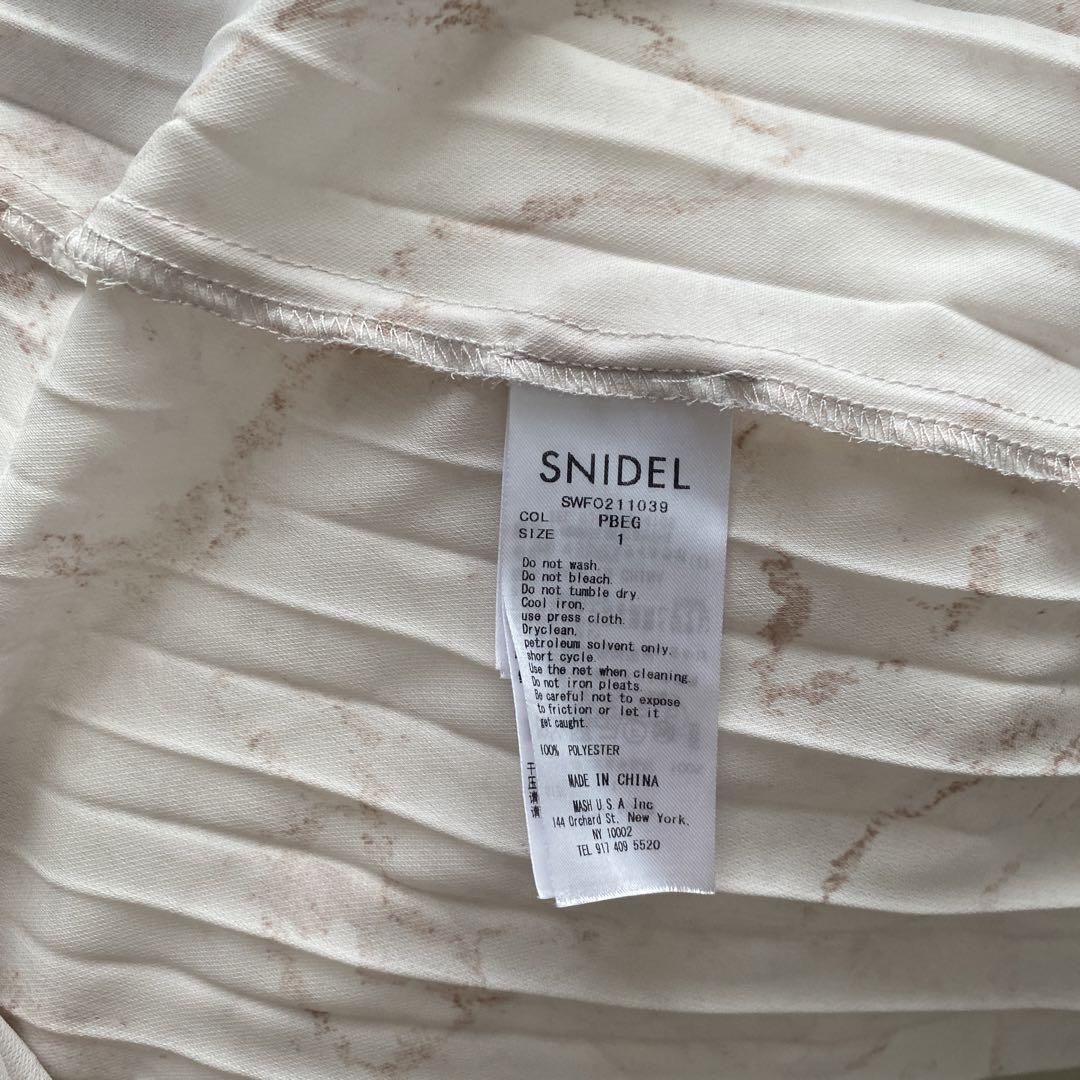 SNIDEL
SWFO211039
COL PBEG
SIZE 1
Do not wash.
Do not bleach.
Do not tumble dry.
Cool iron,
use press cloth.
Dryclean,
petroleum solvent only.
short cycle.
Use the net when cleaning.
Do not iron pleats.
Be careful not to expose
to friction or let it
get caught.
100% POLYESTER
MADE IN CHINA
MASH U S A Inc
144 Orchard St. New York,
NY 10002
TEL 917 409 5520